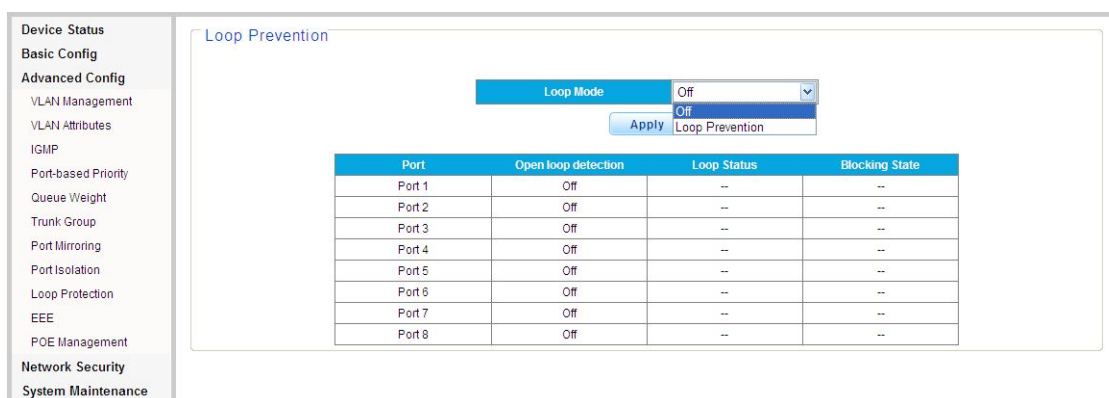 Device Status
Basic Config
Advanced Config
VLAN Management
VLAN Attributes
IGMP
Port-based Priority
Queue Weight
Trunk Group
Port Mirroring
Port Isolation
Loop Protection
EEE
POE Management
Network Security
System Maintenance
Loop Prevention
Loop Mode Off
Off
Apply Loop Prevention
Port Open loop detection Loop Status Blocking State
Port 1 Off -- --
Port 2 Off -- --
Port 3 Off -- --
Port 4 Off -- --
Port 5 Off -- --
Port 6 Off -- --
Port 7 Off -- --
Port 8 Off -- --